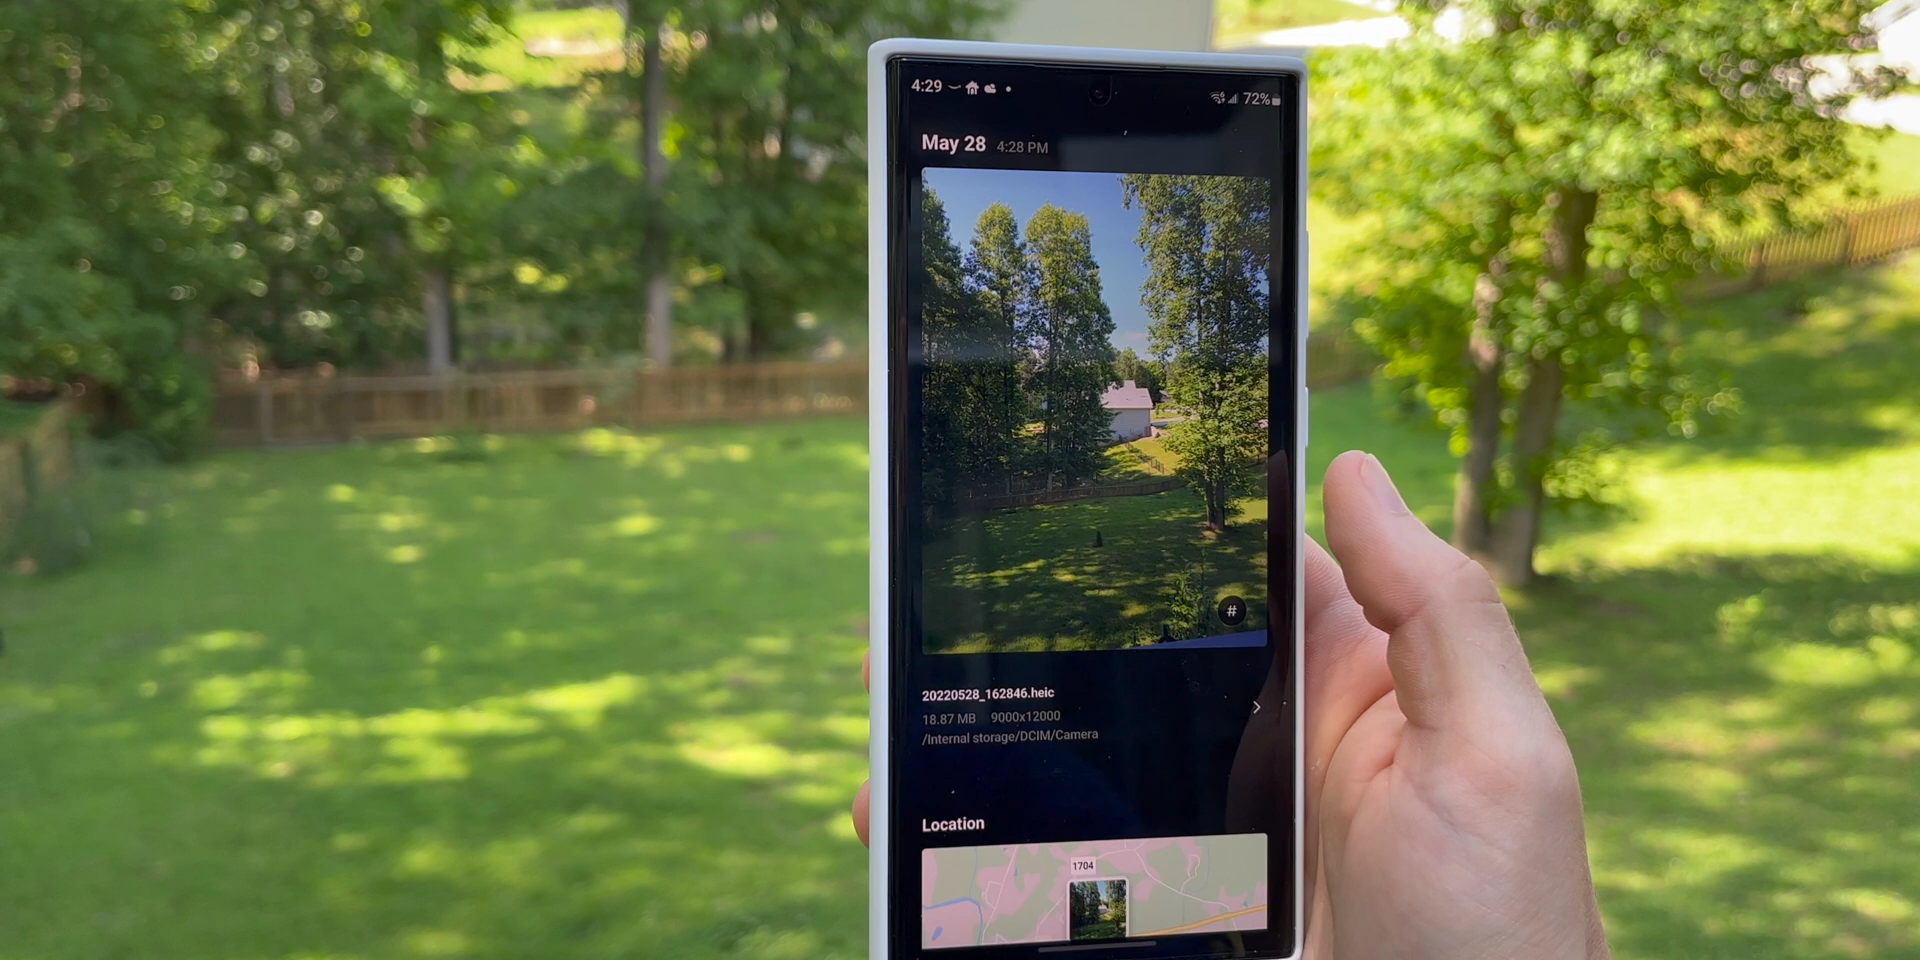 4:29 72%
May 28 4:28 PM
#
20220528_162846.heic
18.87 MB 9000x12000
/Internal storage/DCIM/Camera
Location
1704